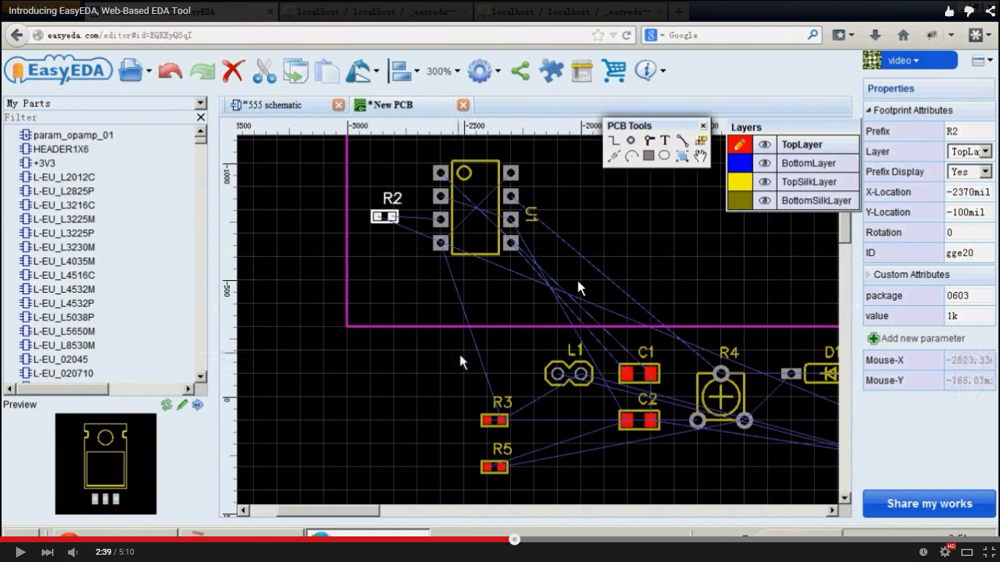 Introducing EasyEDA, Web-Based EDA Tool
localhost / localhost / _easyeda... localhost / localhost / _easyeda...
easyeda.com/editor#id=EQKEyQ8qI
Google
EasyEDA
300%
video
My Parts
Filter
param_opamp_01
HEADER1X6
+3V3
L-EU_L2012C
L-EU_L2825P
L-EU_L3216C
L-EU_L3225M
L-EU_L3225P
L-EU_L3230M
L-EU_L4035M
L-EU_L4516C
L-EU_L4532M
L-EU_L4532P
L-EU_L5038P
L-EU_L5650M
L-EU_L8530M
L-EU_02045
L-EU_020710
Preview
*555 schematic
*New PCB
3500 -3000 -2500 -2000
-1000
-500
0
R2
U1
L1
C1
R4
D1
R3
C2
R5
PCB Tools
Layers
TopLayer
BottomLayer
TopSilkLayer
BottomSilkLayer
Properties
Footprint Attributes
Prefix R2
Layer TopLa
Prefix Display Yes
X-Location -2370mil
Y-Location -100mil
Rotation 0
ID gge20
Custom Attributes
package 0603
value 1k
Add new parameter
Mouse-X
Mouse-Y
Share my works
2:39 / 5:10
HD